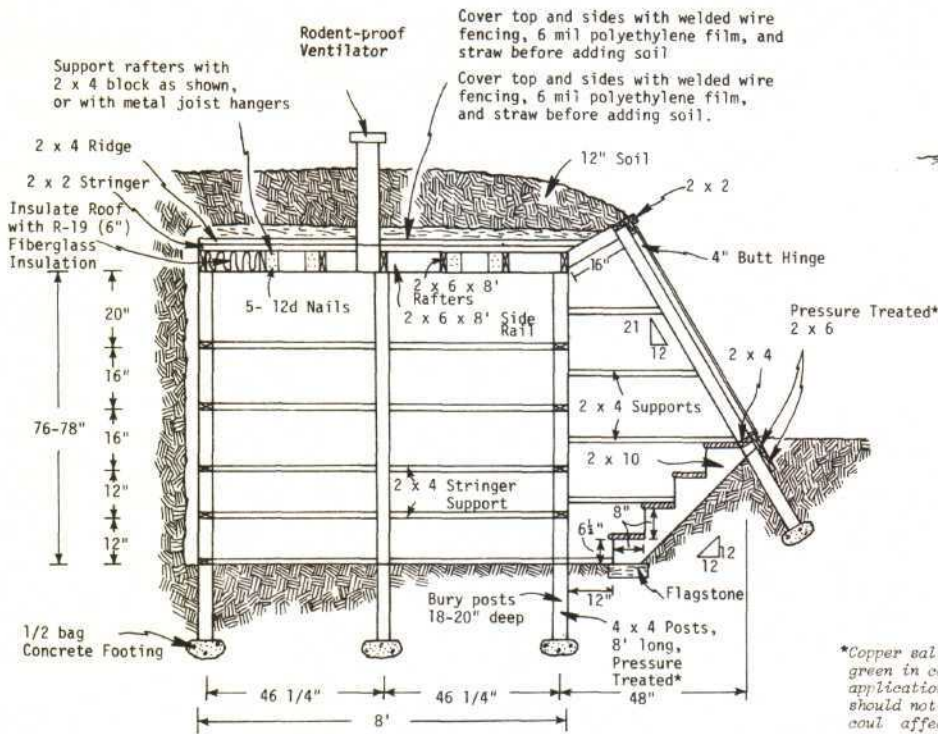 Rodent-proof
Ventilator
Cover top and sides with welded wire
fencing, 6 mil polyethylene film, and
straw before adding soil
Support rafters with
2 x 4 block as shown,
or with metal joist hangers
Cover top and sides with welded wire
fencing, 6 mil polyethylene film,
and straw before adding soil.
2 x 4 Ridge
12" Soil
2 x 2 Stringer
2 x 2
Insulate Roof
with R-19 (6")
Fiberglass
Insulation
16"
4" Butt Hinge
5- 12d Nails
2 x 6 x 8'
Rafters
2 x 6 x 8' Side
Rail
20"
21
12
Pressure Treated*
2 x 6
2 x 4
16"
76-78"
16"
2 x 4 Supports
2 x 10
12"
2 x 4 Stringer
Support
8"
12"
6¼"
12
12
12"
Flagstone
Bury posts
18-20" deep
1/2 bag
Concrete Footing
4 x 4 Posts,
8' long,
Pressure
Treated*
46 1/4"
46 1/4"
48"
8'
*Copper sal
green in c
application
should not
coul affe